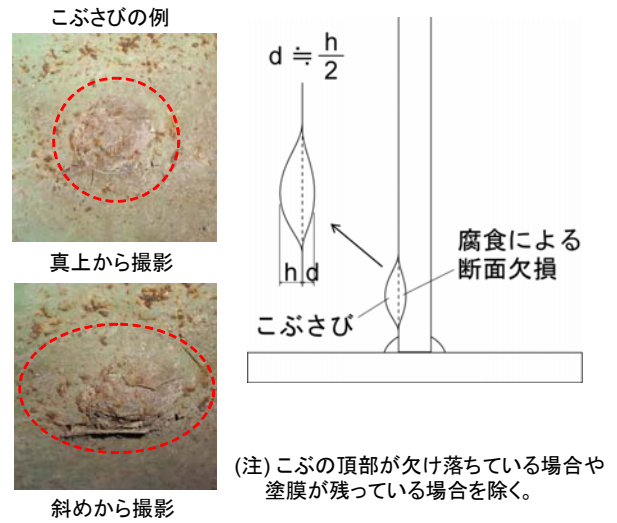 こぶさびの例
真上から撮影
斜めから撮影
d ≒ h/2
h d
腐食による
断面欠損
こぶさび
(注) こぶの頂部が欠け落ちている場合や
塗膜が残っている場合を除く。